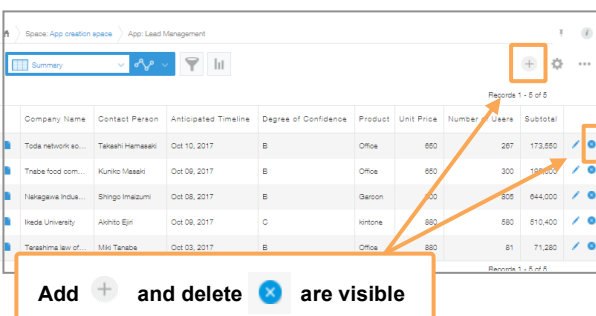 Space: App creation space App: Lead Management
Summary
Records 1 - 5 of 5
Company Name Contact Person Anticipated Timeline Degree of Confidence Product Unit Price Number of Users Subtotal
Toda network so... Takashi Hamasaki Oct 10, 2017 B Office 650 267 173,550
Tnabe food com... Kuniko Masaki Oct 09, 2017 B Office 650 300
Nakagawa Indus... Shingo Imaizumi Oct 08, 2017 B Garoon 805 644,000
Ikeda University Akihito Ejiri Oct 09, 2017 C kintone 880 580 510,400
Terashima law of... Miki Tanabe Oct 03, 2017 B Office 880 81 71,280
Records 1 - 5 of 5
Add + and delete are visible